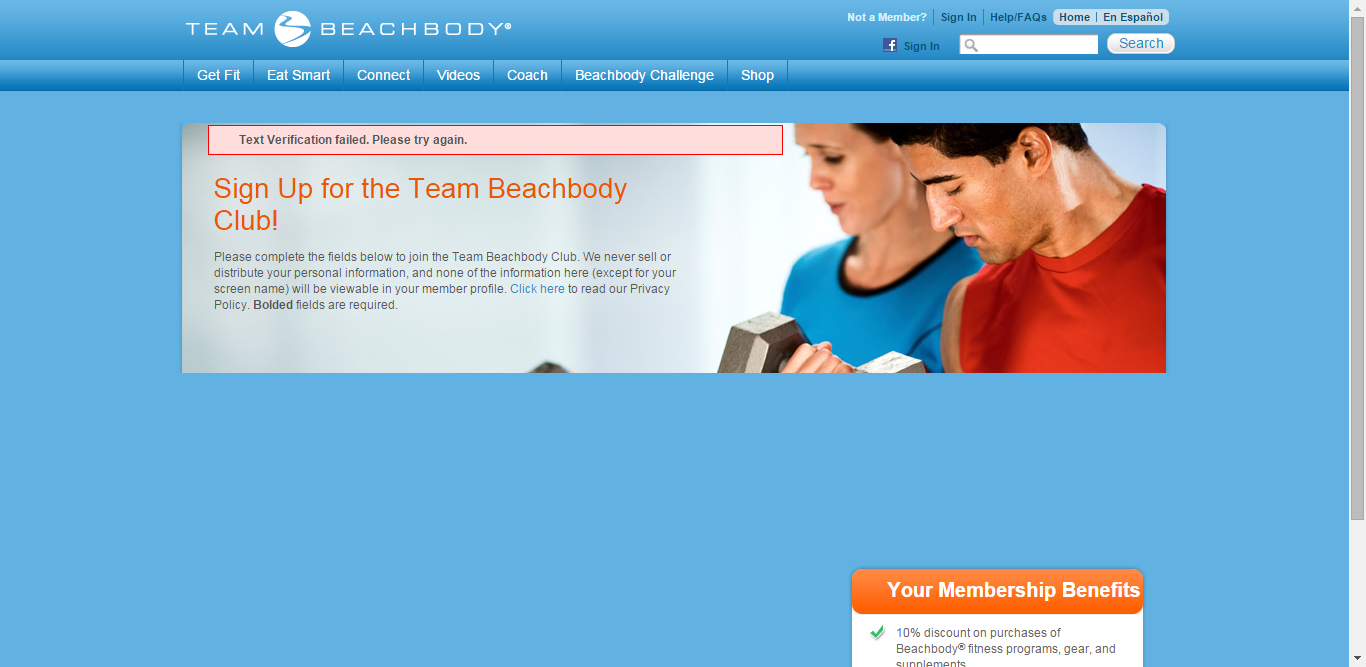 TEAM BEACHBODY®
Not a Member? Sign In Help/FAQs Home En Español
Sign In Search
Get Fit Eat Smart Connect Videos Coach Beachbody Challenge Shop
Text Verification failed. Please try again.
Sign Up for the Team Beachbody
Club!
Please complete the fields below to join the Team Beachbody Club. We never sell or
distribute your personal information, and none of the information here (except for your
screen name) will be viewable in your member profile. Click here to read our Privacy
Policy. Bolded fields are required.
Your Membership Benefits
10% discount on purchases of
Beachbody® fitness programs, gear, and
supplements